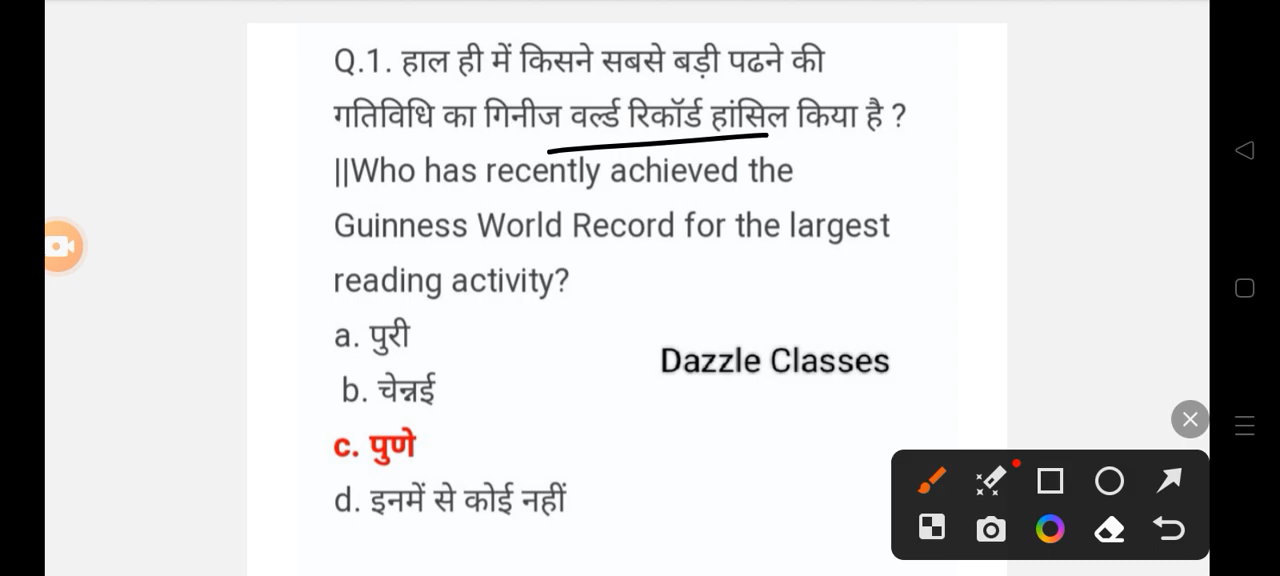 Q.1. हाल ही में किसने सबसे बड़ी पढने की
गतिविधि का गिनीज वर्ल्ड रिकॉर्ड हांसिल किया है ?
||Who has recently achieved the
Guinness World Record for the largest
reading activity?
a. पुरी
b. चेन्नई
c. पुणे
d. इनमें से कोई नहीं
Dazzle Classes